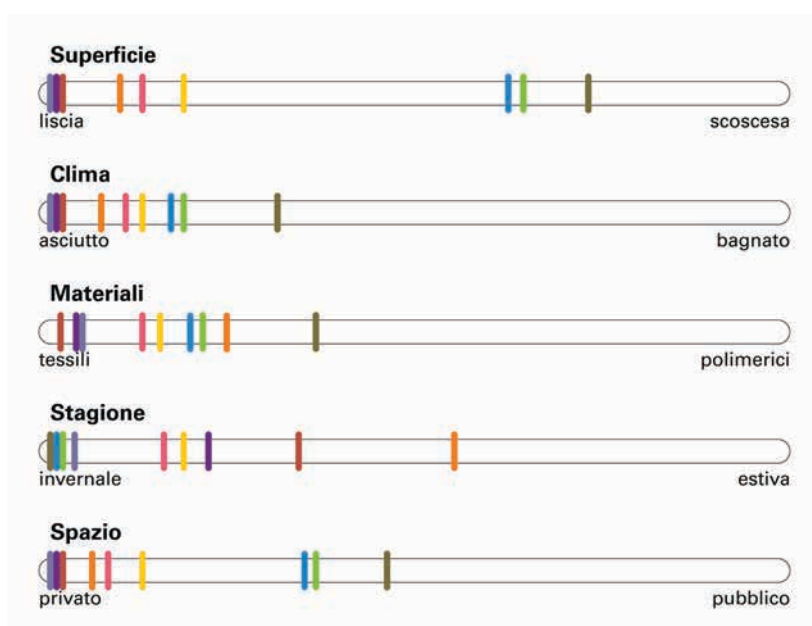 Superficie
liscia scoscesa
Clima
asciutto bagnato
Materiali
tessili polimerici
Stagione
invernale estiva
Spazio
privato pubblico